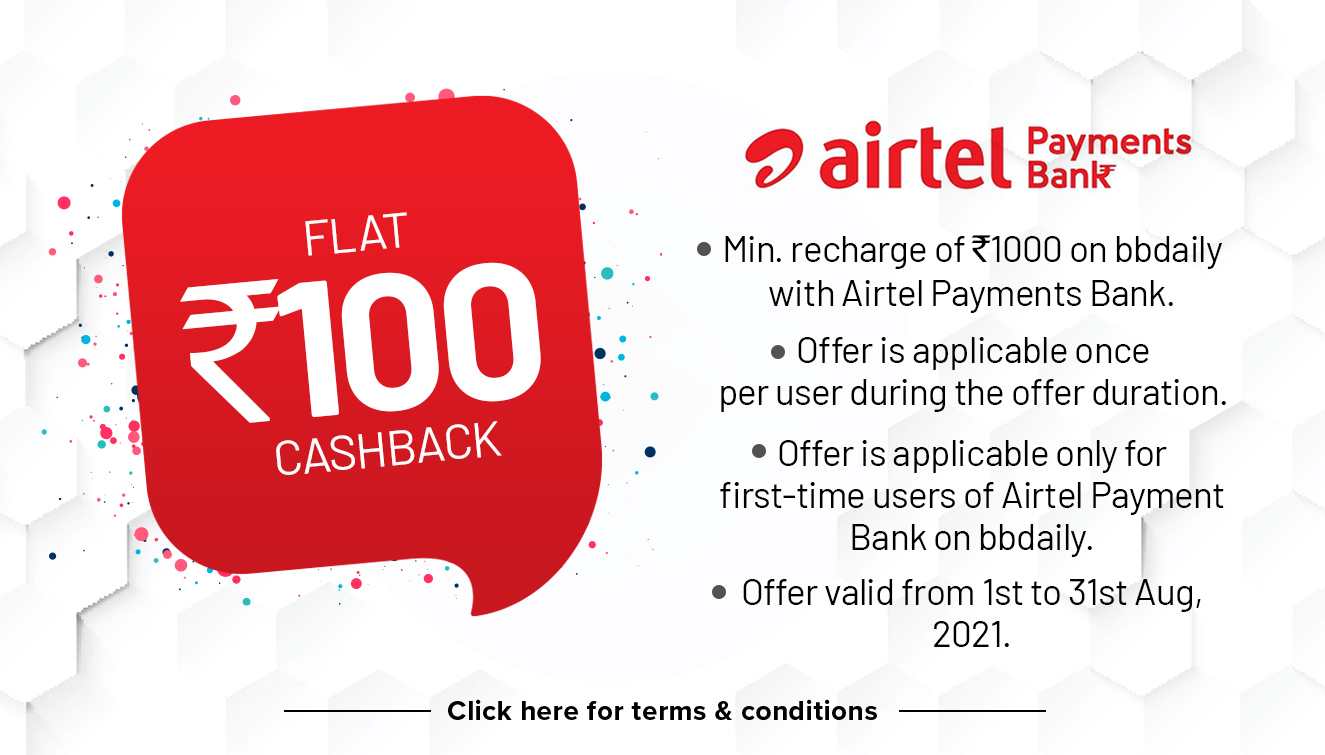 FLAT
₹100
CASHBACK
airtel Payments
Bank
• Min. recharge of ₹1000 on bbdaily
with Airtel Payments Bank.
• Offer is applicable once
per user during the offer duration.
• Offer is applicable only for
first-time users of Airtel Payment
Bank on bbdaily.
• Offer valid from 1st to 31st Aug,
2021.
Click here for terms & conditions